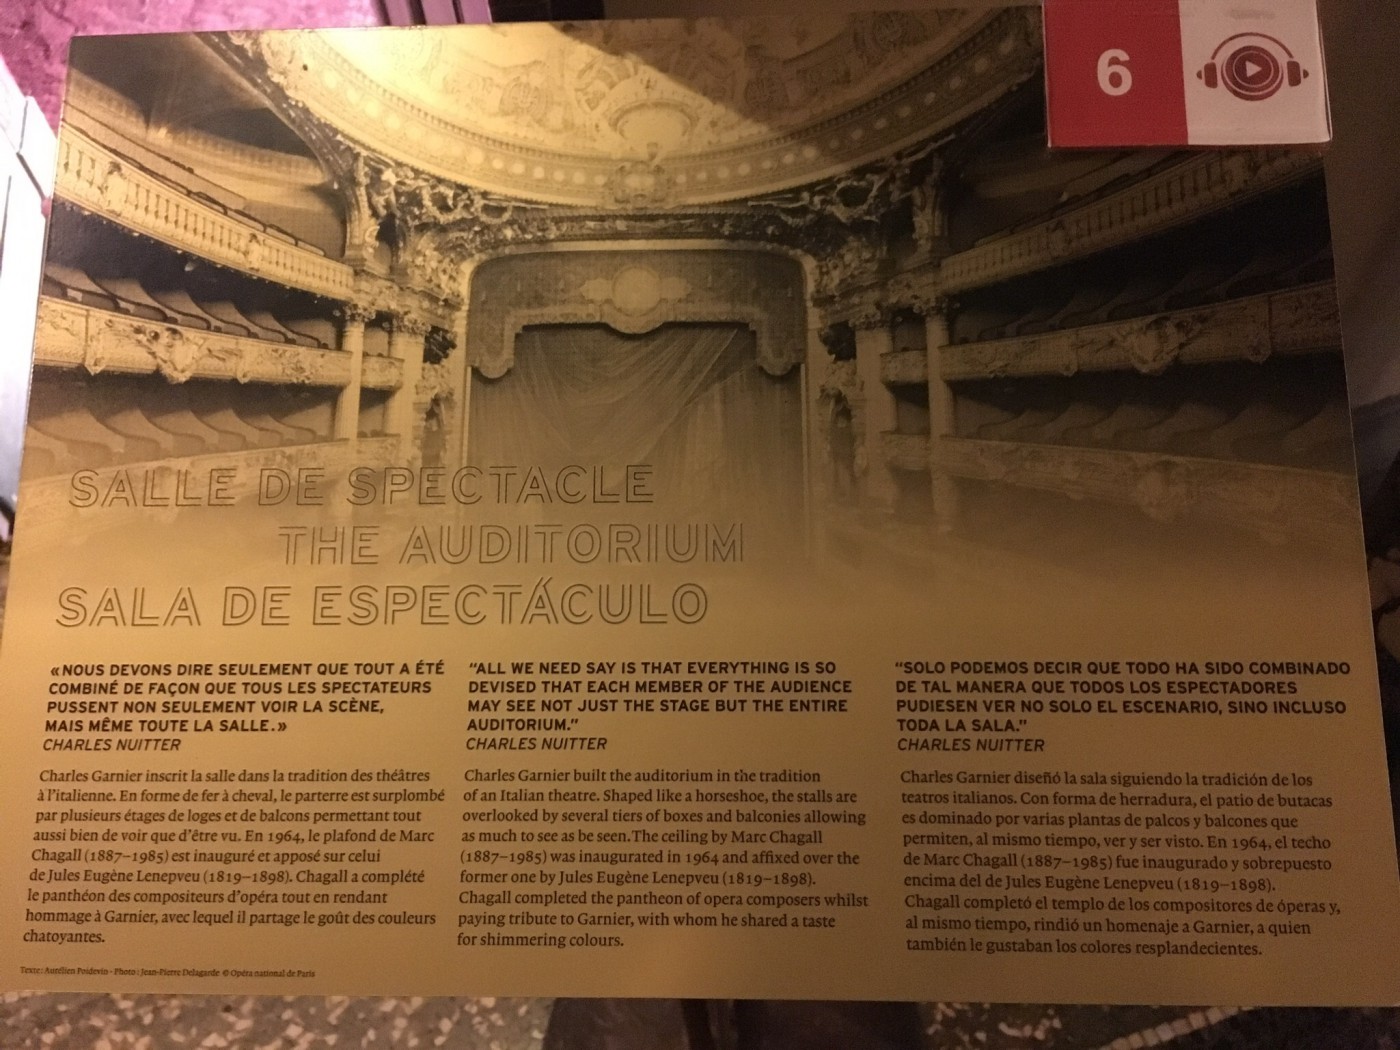 6
SALLE DE SPECTACLE
THE AUDITORIUM
SALA DE ESPECTÁCULO
« NOUS DEVONS DIRE SEULEMENT QUE TOUT A ÉTÉ
COMBINÉ DE FAÇON QUE TOUS LES SPECTATEURS
PUSSENT NON SEULEMENT VOIR LA SCÈNE,
MAIS MÊME TOUTE LA SALLE. »
CHARLES NUITTER
Charles Garnier inscrit la salle dans la tradition des théâtres
à l'italienne. En forme de fer à cheval, le parterre est surplombé
par plusieurs étages de loges et de balcons permettant tout
aussi bien de voir que d'être vu. En 1964, le plafond de Marc
Chagall (1887–1985) est inauguré et apposé sur celui
de Jules Eugène Lenepveu (1819–1898). Chagall a complété
le panthéon des compositeurs d'opéra tout en rendant
hommage à Garnier, avec lequel il partage le goût des couleurs
chatoyantes.
"ALL WE NEED SAY IS THAT EVERYTHING IS SO
DEVISED THAT EACH MEMBER OF THE AUDIENCE
MAY SEE NOT JUST THE STAGE BUT THE ENTIRE
AUDITORIUM."
CHARLES NUITTER
Charles Garnier built the auditorium in the tradition
of an Italian theatre. Shaped like a horseshoe, the stalls are
overlooked by several tiers of boxes and balconies allowing
as much to see as be seen. The ceiling by Marc Chagall
(1887–1985) was inaugurated in 1964 and affixed over the
former one by Jules Eugène Lenepveu (1819–1898).
Chagall completed the pantheon of opera composers whilst
paying tribute to Garnier, with whom he shared a taste
for shimmering colours.
"SOLO PODEMOS DECIR QUE TODO HA SIDO COMBINADO
DE TAL MANERA QUE TODOS LOS ESPECTADORES
PUDIESEN VER NO SOLO EL ESCENARIO, SINO INCLUSO
TODA LA SALA."
CHARLES NUITTER
Charles Garnier diseñó la sala siguiendo la tradición de los
teatros italianos. Con forma de herradura, el patio de butacas
es dominado por varias plantas de palcos y balcones que
permiten, al mismo tiempo, ver y ser visto. En 1964, el techo
de Marc Chagall (1887–1985) fue inaugurado y sobrepuesto
encima del de Jules Eugène Lenepveu (1819–1898).
Chagall completó el templo de los compositores de óperas y,
al mismo tiempo, rindió un homenaje a Garnier, a quien
también le gustaban los colores resplandecientes.
Texte : Aurélien Poidevin - Photo : Jean-Pierre Delagarde © Opéra national de Paris